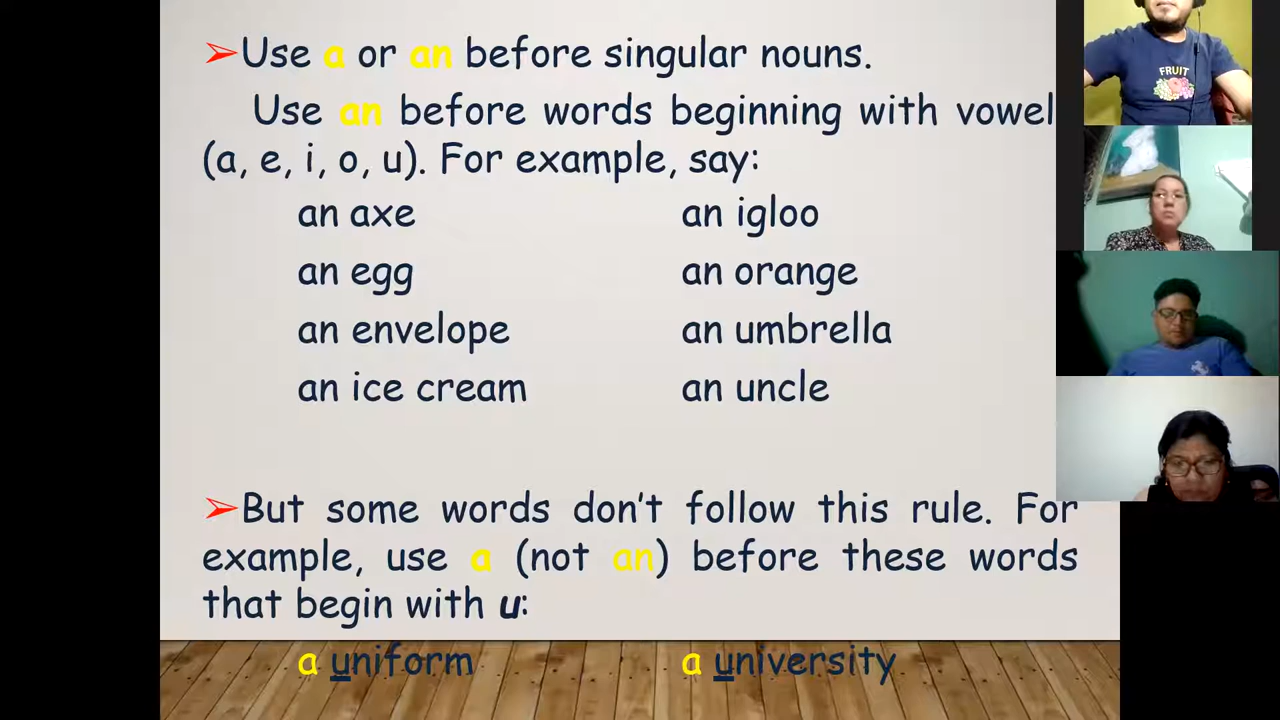 ➢Use a or an before singular nouns.
Use an before words beginning with vowel
(a, e, i, o, u). For example, say:
an axe an igloo
an egg an orange
an envelope an umbrella
an ice cream an uncle
➢But some words don't follow this rule. For
example, use a (not an) before these words
that begin with u:
a uniform a university
FRUIT